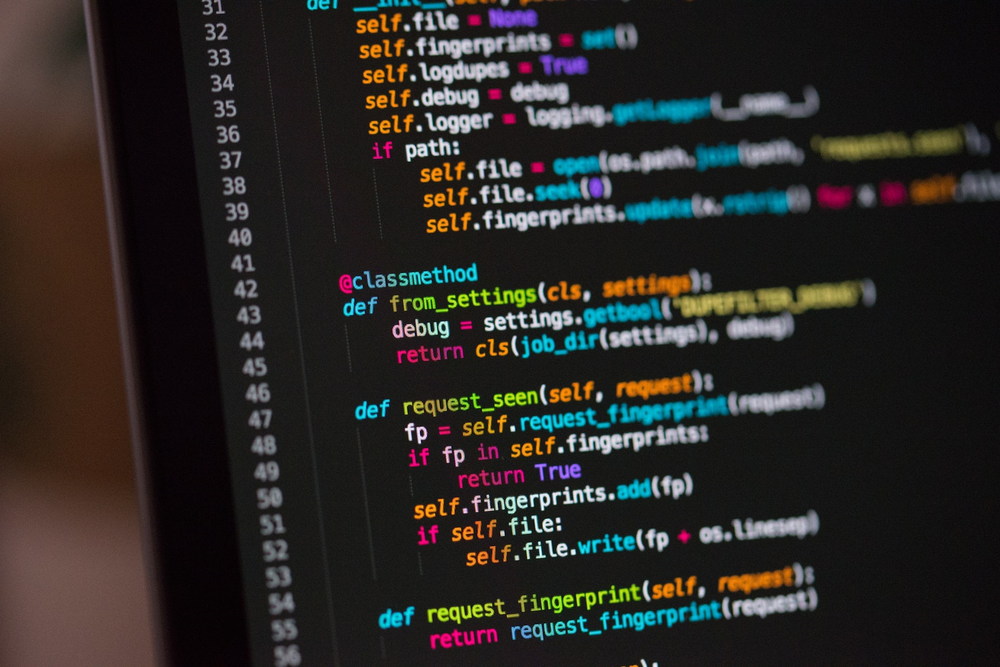 31 def __init__(self,
32 self.file = None
33 self.fingerprints = set()
34 self.logdupes = True
35 self.debug = debug
36 self.logger = logging.getLogger(__name__)
37 if path:
38 self.file = open(os.path.join(path, 'requests.seen'),
39 self.file.seek(0)
40 self.fingerprints.update(x.rstrip() for x in self.
41
42 @classmethod
43 def from_settings(cls, settings):
44 debug = settings.getbool('DUPEFILTER_DEBUG')
45 return cls(job_dir(settings), debug)
46
47 def request_seen(self, request):
48 fp = self.request_fingerprint(request)
49 if fp in self.fingerprints:
50 return True
51 self.fingerprints.add(fp)
52 if self.file:
53 self.file.write(fp + os.linesep)
54
55 def request_fingerprint(self, request):
56 return request_fingerprint(request)